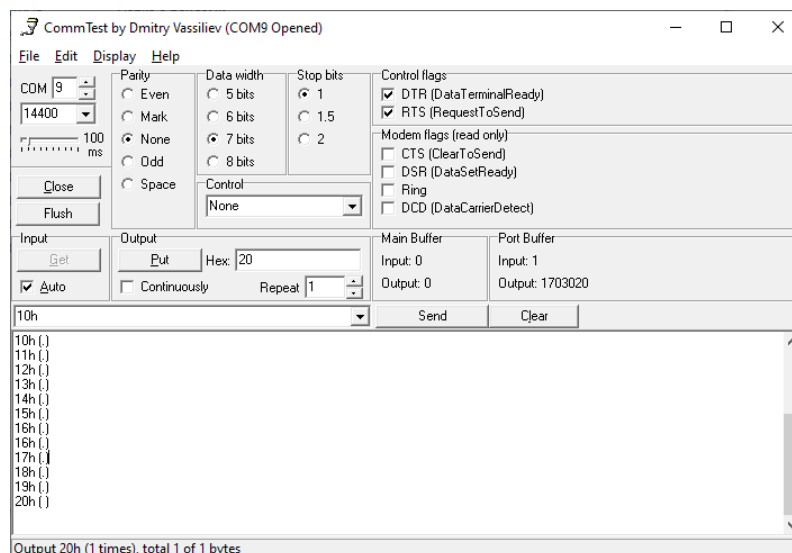 CommTest by Dmitry Vassiliev (COM9 Opened)
File Edit Display Help
COM 9
14400
100
ms
Close
Flush
Parity
Even
Mark
None
Odd
Space
Data width
5 bits
6 bits
7 bits
8 bits
Stop bits
1
1.5
2
Control
None
Control flags
DTR (DataTerminalReady)
RTS (RequestToSend)
Modem flags (read only)
CTS (ClearToSend)
DSR (DataSetReady)
Ring
DCD (DataCarrierDetect)
Input
Get
Auto
Output
Put Hex: 20
Continuously Repeat 1
Main Buffer
Input: 0
Output: 0
Port Buffer
Input: 1
Output: 1703020
10h Send Clear
10h (.)
11h (.)
12h (.)
13h (.)
14h (.)
15h (.)
16h (.)
16h (.)
17h (.)
18h (.)
19h (.)
20h ( )
Output 20h (1 times), total 1 of 1 bytes